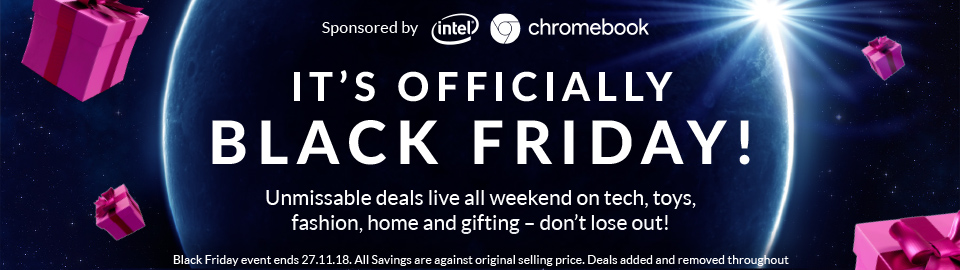 Sponsored by intel chromebook
IT'S OFFICIALLY
BLACK FRIDAY!
Unmissable deals live all weekend on tech, toys,
fashion, home and gifting – don't lose out!
Black Friday event ends 27.11.18. All Savings are against original selling price. Deals added and removed throughout